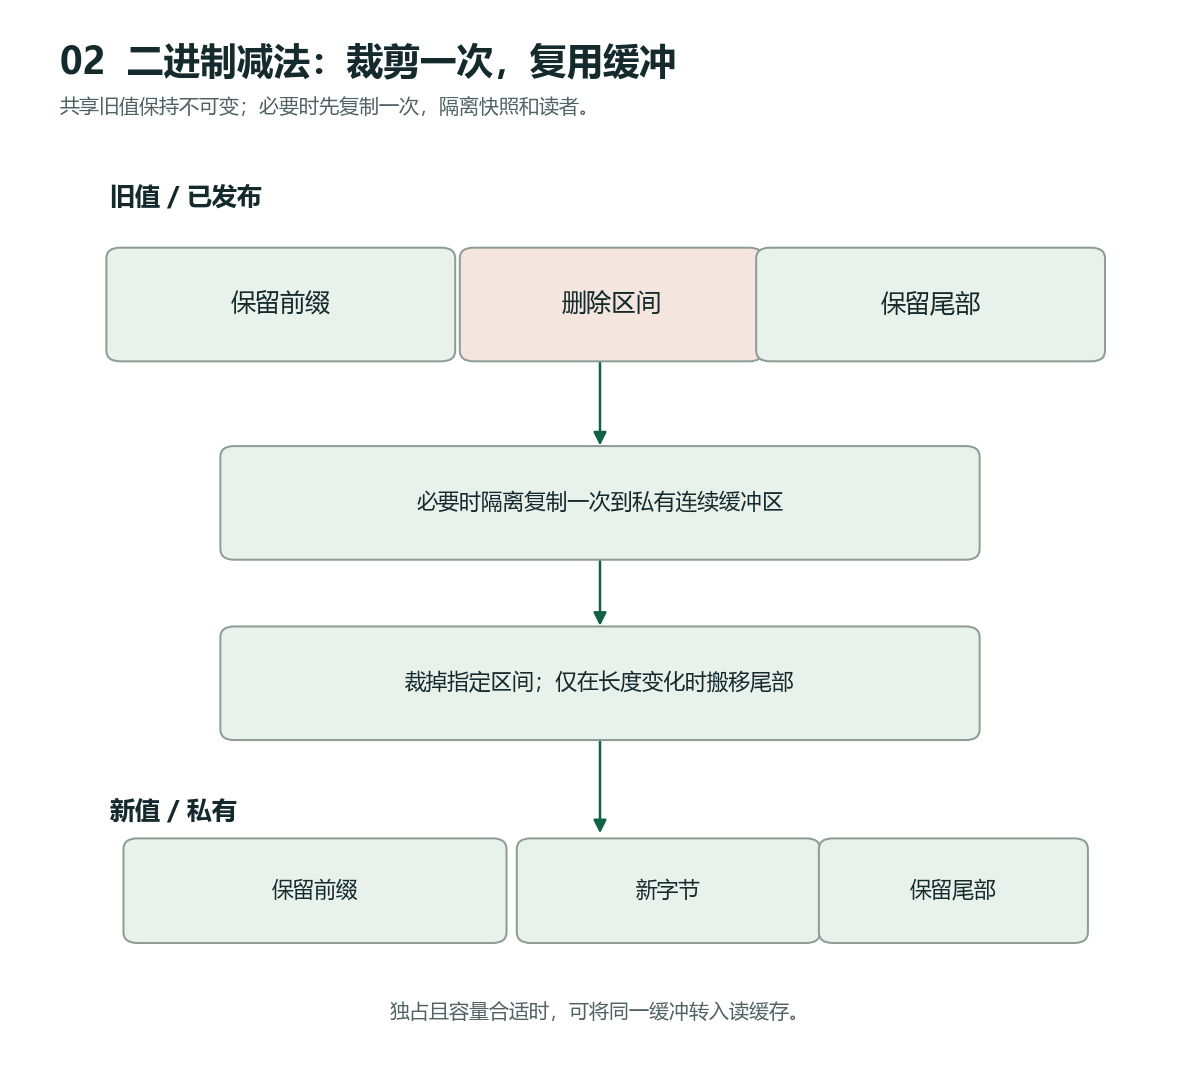 02 二进制减法：裁剪一次，复用缓冲
共享旧值保持不可变；必要时先复制一次，隔离快照和读者。
旧值 / 已发布
保留前缀
删除区间
保留尾部
必要时隔离复制一次到私有连续缓冲区
裁掉指定区间；仅在长度变化时搬移尾部
新值 / 私有
保留前缀
新字节
保留尾部
独占且容量合适时，可将同一缓冲转入读缓存。